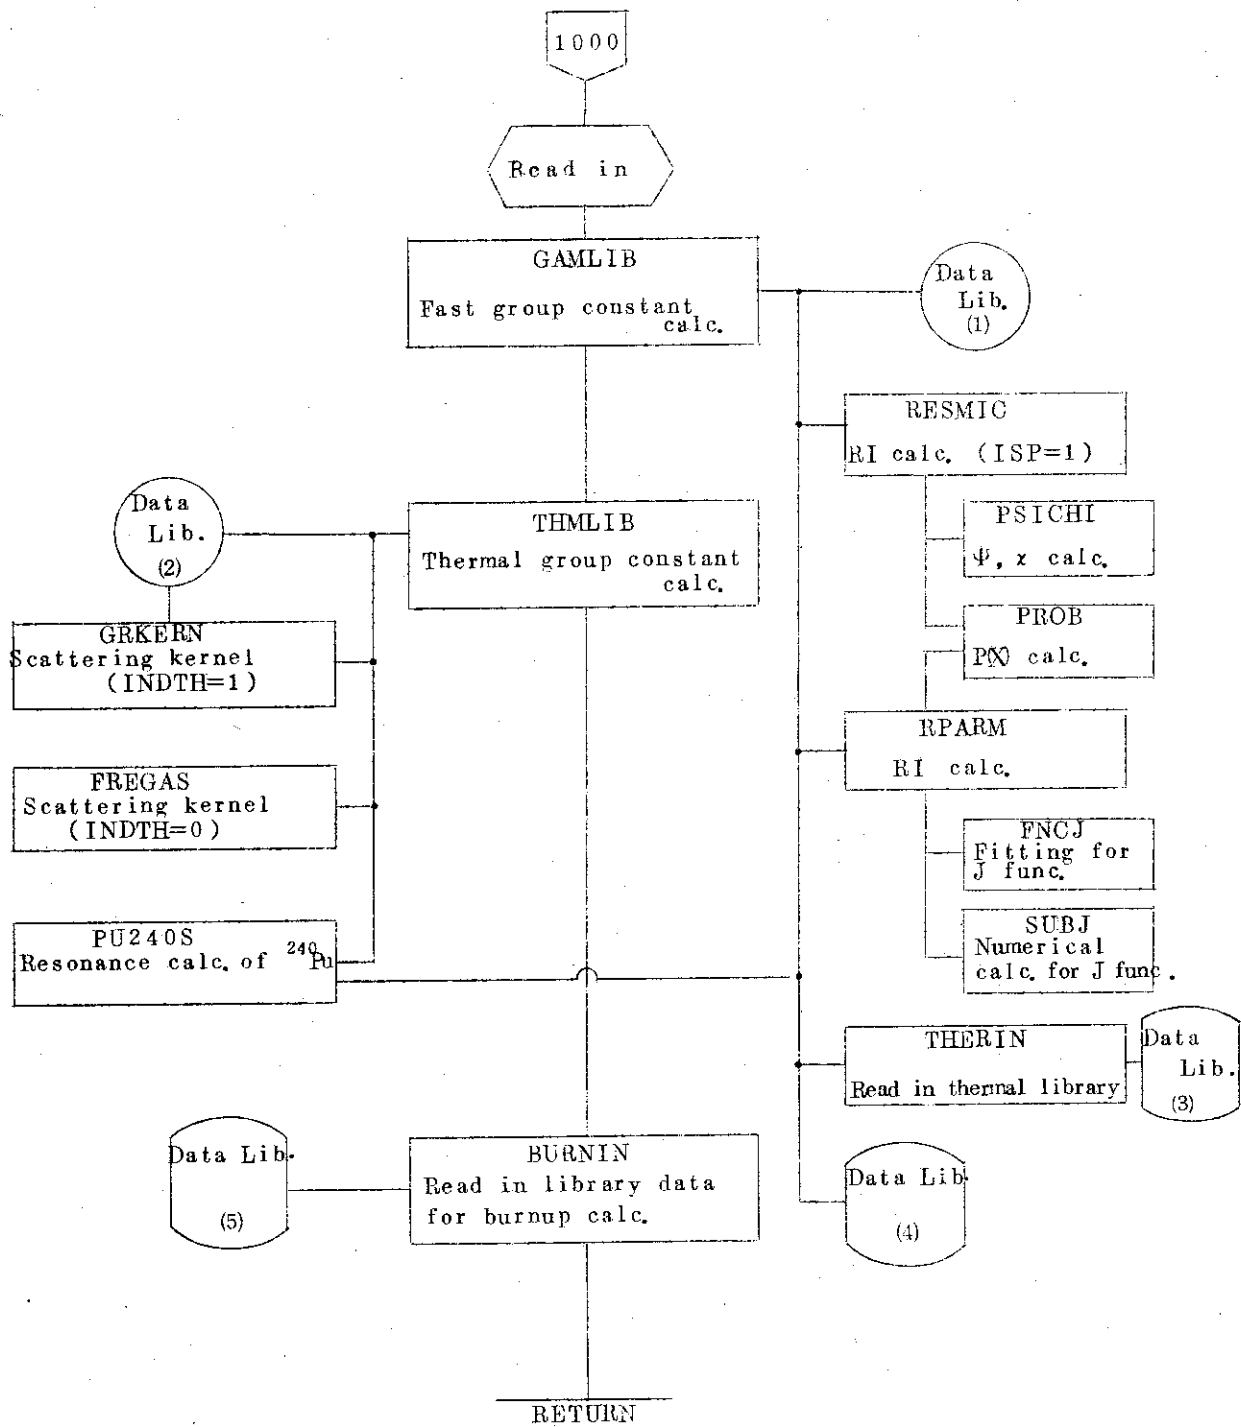 1000
Read in
GAMLIB
Fast group constant
calc.
Data
Lib.
(1)
RESMIC
RI calc. (ISP=1)
PSICHI
Ψ, χ calc.
PROB
P(X) calc.
RPARM
RI calc.
FNCJ
Fitting for
J func.
SUBJ
Numerical
calc. for J func.
THERIN
Read in thermal library
Data
Lib.
(3)
Data Lib.
(4)
Data
Lib.
(2)
THMLIB
Thermal group constant
calc.
GRKERN
Scattering kernel
(INDTH=1)
FREGAS
Scattering kernel
(INDTH=0)
PU240S
Resonance calc. of ²⁴⁰Pu
Data Lib.
(5)
BURNIN
Read in library data
for burnup calc.
RETURN